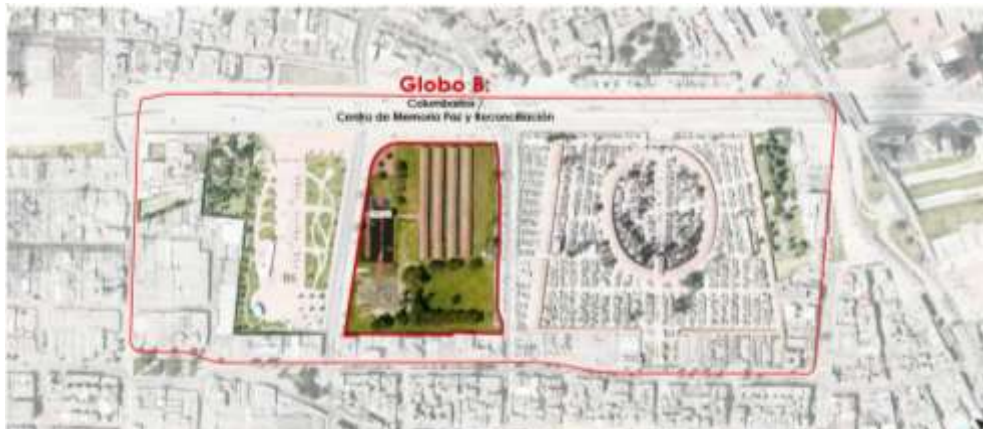 Globo B:
Columbarios /
Centro de Memoria Paz y Reconciliación